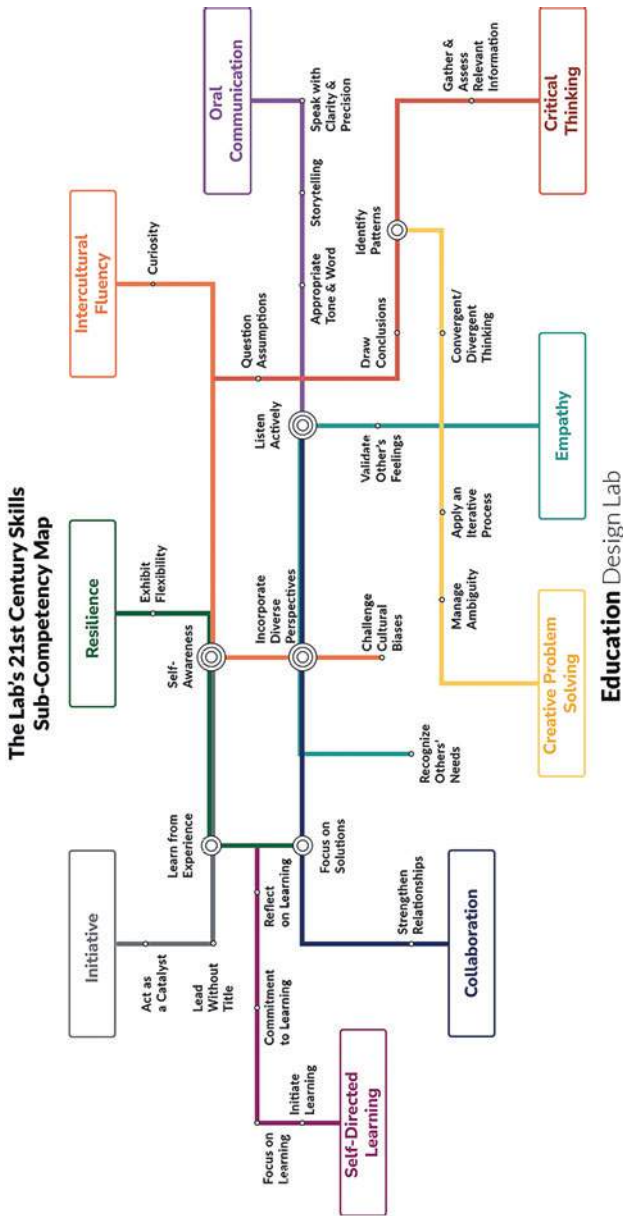 The Lab's 21st Century Skills
Sub-Competency Map
Initiative
Resilience
Intercultural
Fluency
Oral
Communication
Act as
a Catalyst
Lead
Without
Title
Learn from
Experience
Exhibit
Flexibility
Self-
Awareness
Curiosity
Question
Assumptions
Speak with
Clarity &
Precision
Storytelling
Appropriate
Tone & Word
Listen
Actively
Incorporate
Diverse
Perspectives
Focus on
Learning
Initiate
Learning
Commitment
to Learning
Reflect
on Learning
Focus on
Solutions
Challenge
Cultural
Biases
Recognize
Others'
Needs
Strengthen
Relationships
Validate
Other's
Feelings
Draw
Conclusions
Identify
Patterns
Gather &
Assess
Relevant
Information
Manage
Ambiguity
Apply an
Iterative
Process
Convergent/
Divergent
Thinking
Self-Directed
Learning
Collaboration
Creative Problem
Solving
Empathy
Critical
Thinking
Education Design Lab